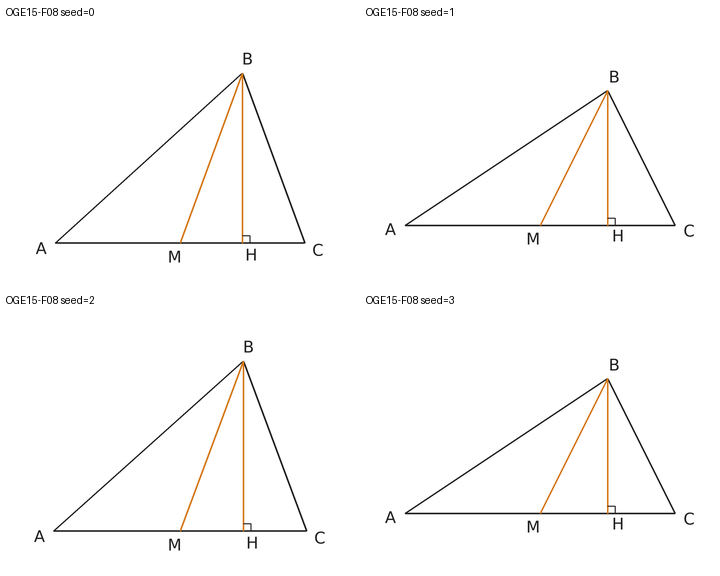 OGE15-F08 seed=0
B
A
M
H
C
OGE15-F08 seed=1
B
A
M
H
C
OGE15-F08 seed=2
B
A
M
H
C
OGE15-F08 seed=3
B
A
M
H
C